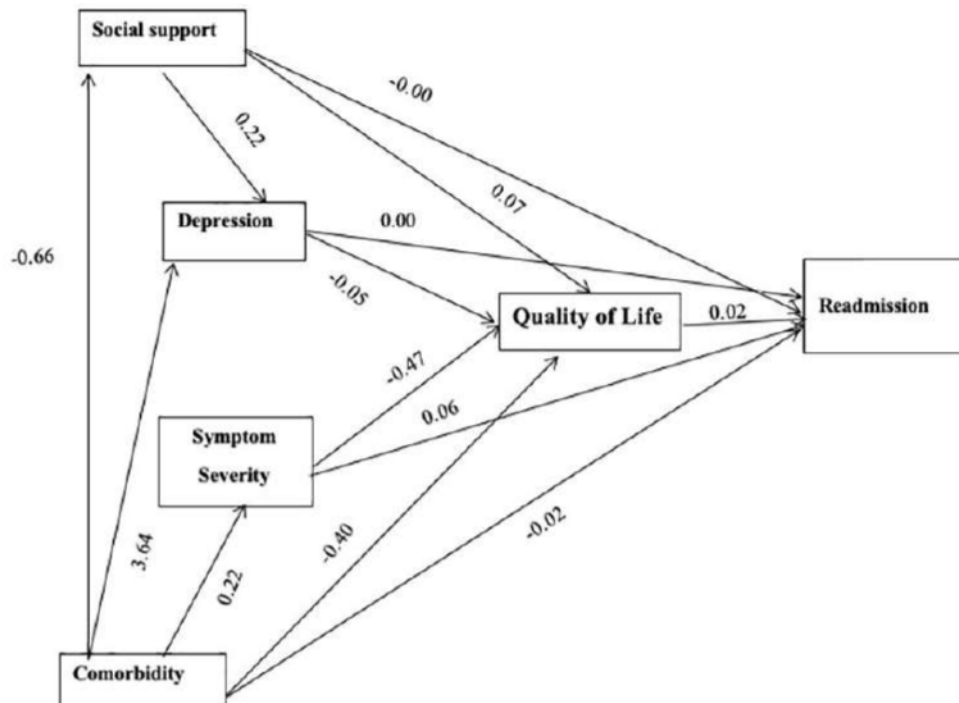 Social support
-0.00
0.22
0.07
Depression
0.00
-0.66
-0.05
Quality of Life
0.02
Readmission
-0.47
0.06
Symptom
Severity
-0.40
-0.02
3.64
0.22
Comorbidity